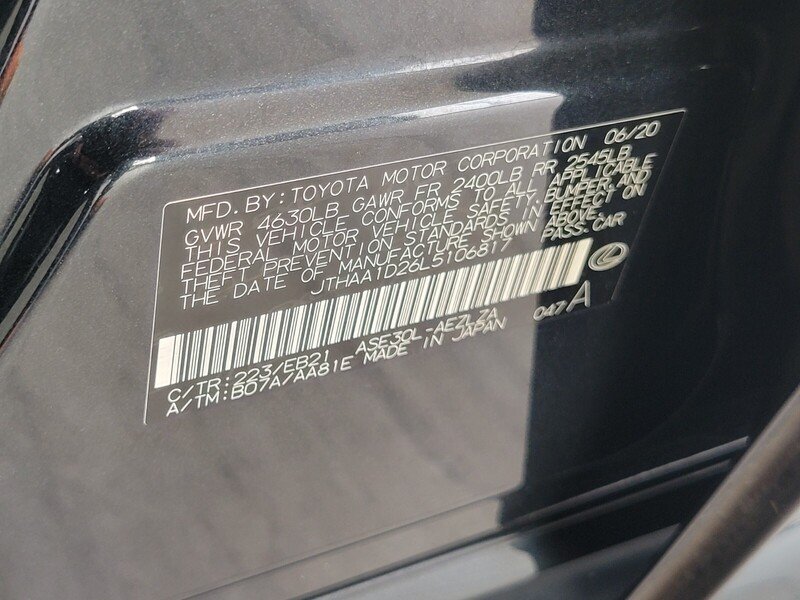 MFD. BY: TOYOTA MOTOR CORPORATION 06/20
GVWR 4630LB GAWR FR 2400LB RR 2545LB
THIS VEHICLE CONFORMS TO ALL APPLICABLE
FEDERAL MOTOR VEHICLE SAFETY, BUMPER, AND
THEFT PREVENTION STANDARDS IN EFFECT ON
THE DATE OF MANUFACTURE SHOWN ABOVE.
JTHAA1D26L5106817 PASS.CAR
C/TR:223/EB21 ASE30L-AEZLZA 047A
A/TM:B07A/AA81E MADE IN JAPAN